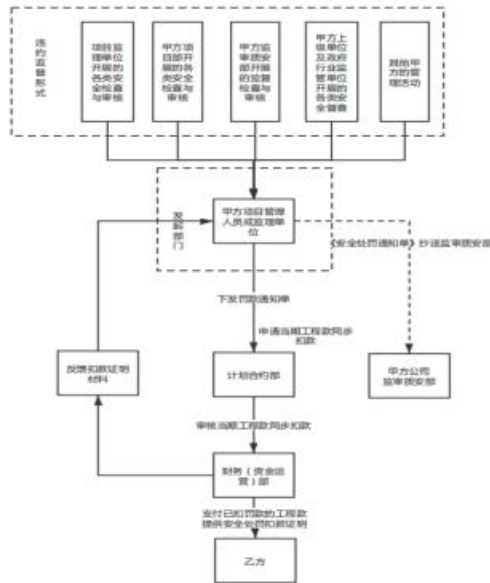 违约监督形式
项目监
理单位
开展的
各类安
全检查
与审核
甲方项
目部开
展的各
类安全
检查与
审核
甲方监
审质安
部开展
的监督
检查与
审核
甲方上
级单位
及政府
行业监
管单位
开展的
各类安
全督查
其他甲
方的管
理活动
发起部门
甲方项目管理
人员或监理单
位
《安全处罚通知单》抄送监审质安部
下发罚款通知单
申请当期工程款同步
扣款
反馈扣款证明
材料
计划合约部
甲方公司
监审质安部
审核当期工程款同步扣款
财务（资金运
营）部
支付已扣罚款的工程款
提供安全处罚扣款证明
乙方